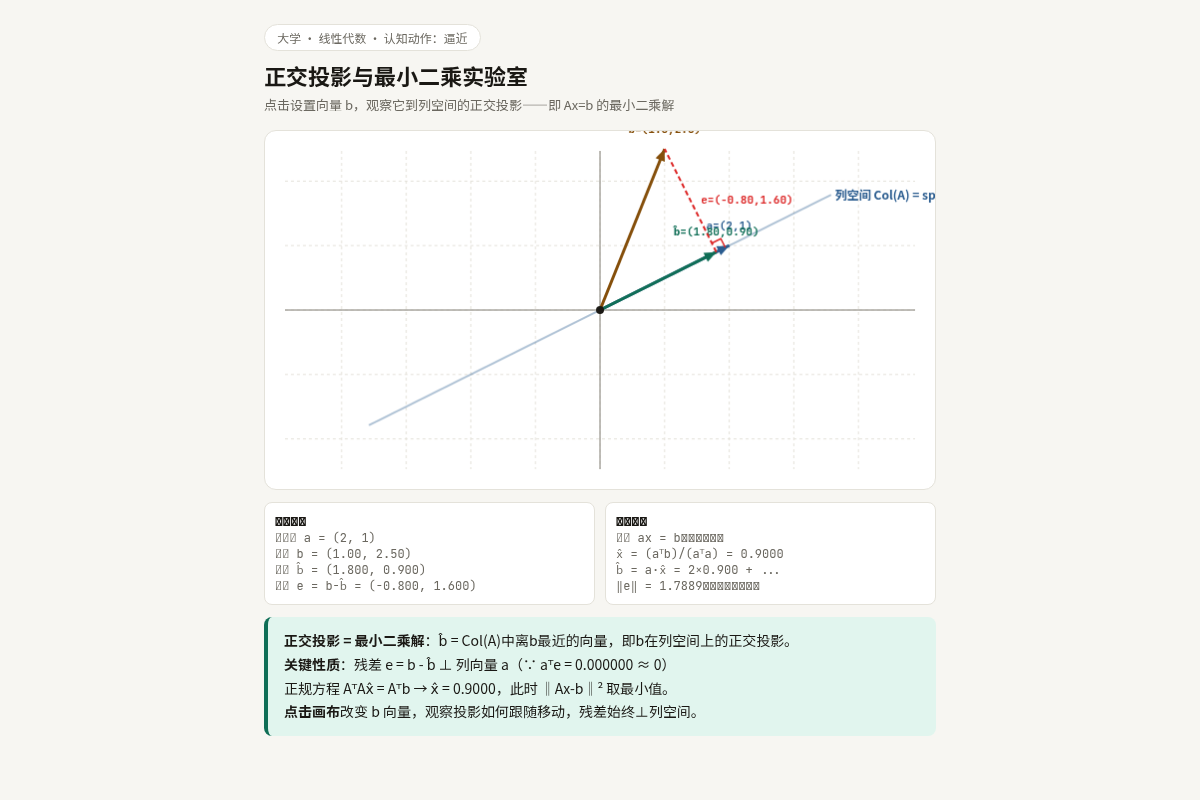 大学 · 线性代数 · 认知动作：逼近
正交投影与最小二乘实验室
点击设置向量 b，观察它到列空间的正交投影——即 Ax=b 的最小二乘解
列空间 Col(A) = sp
e=(-0.80,1.60)
a=(2,1)
b̂=(1.80,0.90)
a = (2, 1)
b = (1.00, 2.50)
b̂ = (1.800, 0.900)
e = b-b̂ = (-0.800, 1.600)
ax = b
x̂ = (aᵀb)/(aᵀa) = 0.9000
b̂ = a·x̂ = 2×0.900 + ...
‖e‖ = 1.7889
正交投影 = 最小二乘解：b̂ = Col(A)中离b最近的向量，即b在列空间上的正交投影。
关键性质：残差 e = b - b̂ ⊥ 列向量 a（∵ aᵀe = 0.000000 ≈ 0）
正规方程 AᵀAx̂ = Aᵀb → x̂ = 0.9000，此时 ‖Ax-b‖² 取最小值。
点击画布改变 b 向量，观察投影如何跟随移动，残差始终⊥列空间。